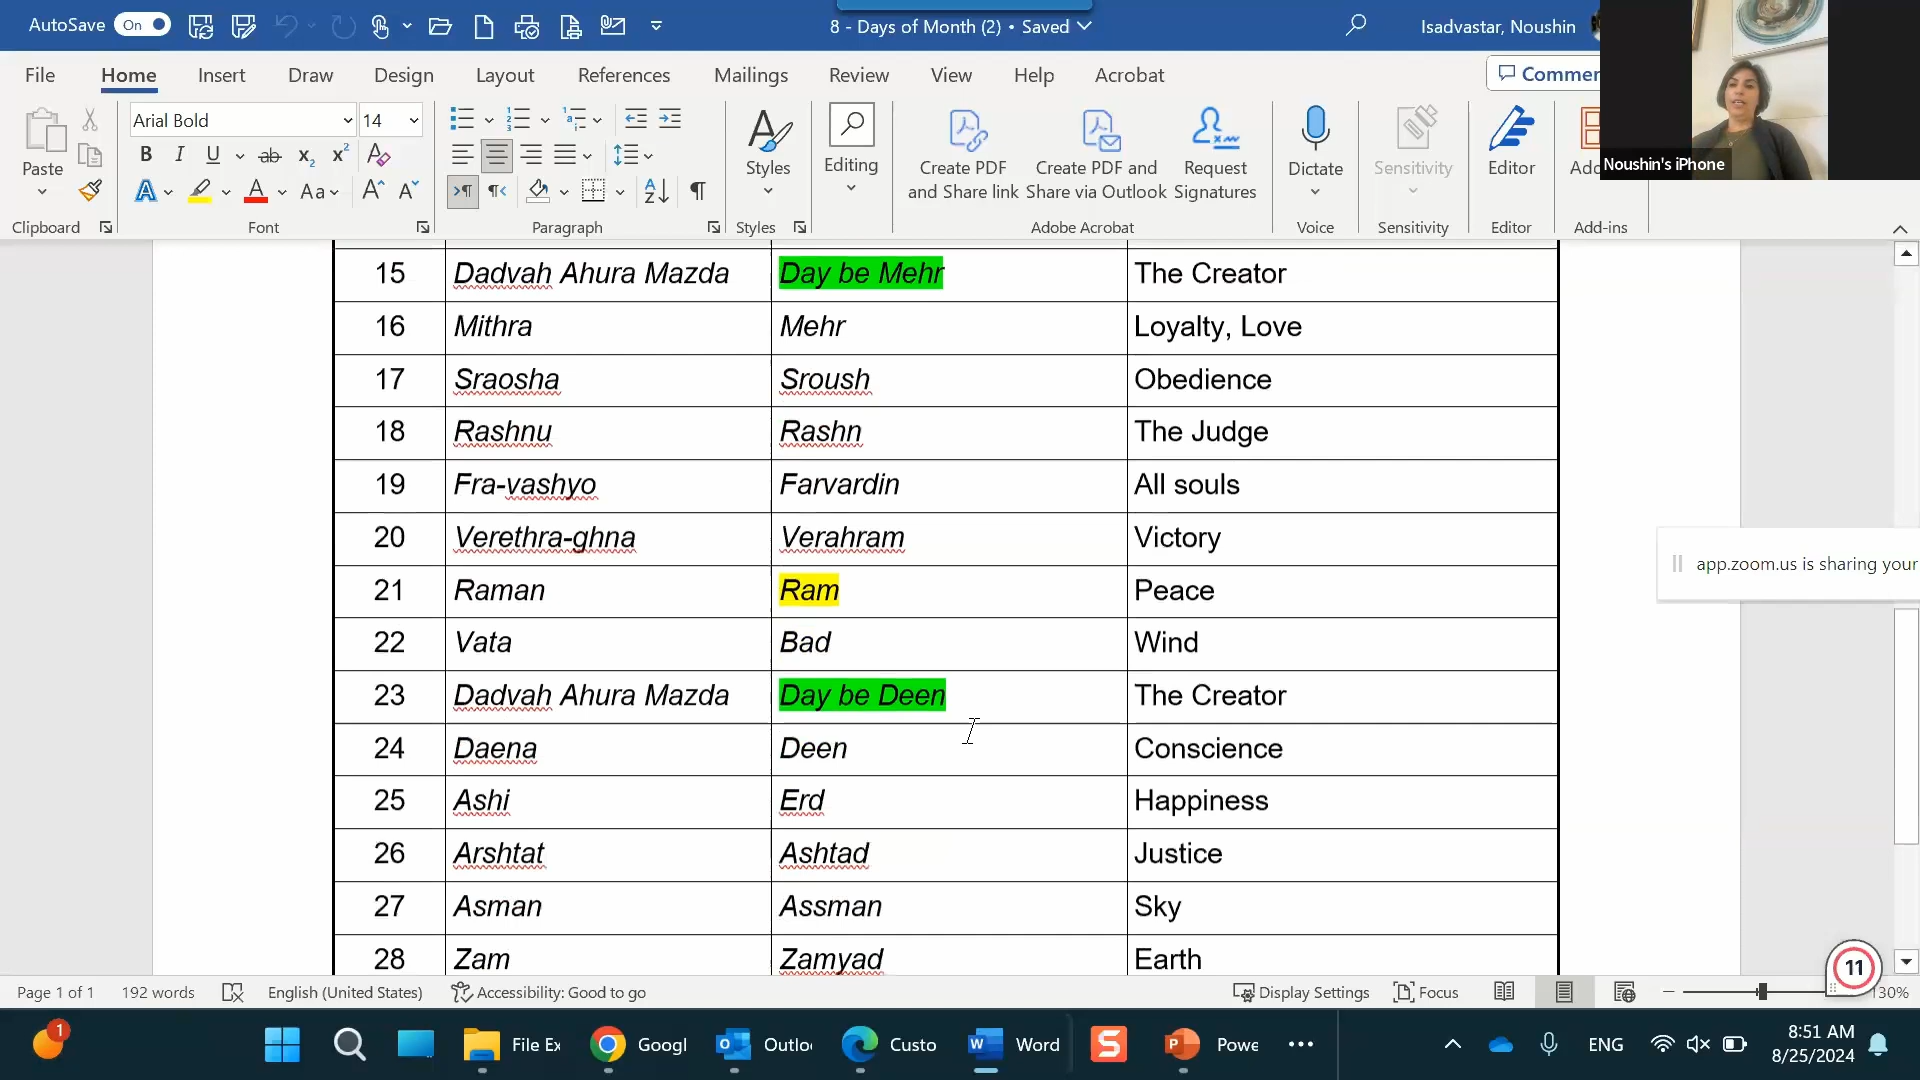 AutoSave On 8 - Days of Month (2) • Saved Isadvastar, Noushin
File Home Insert Draw Design Layout References Mailings Review View Help Acrobat
Arial Bold 14
Paste Styles Editing Create PDF and Share link Create PDF and Share via Outlook Request Signatures Dictate Sensitivity Editor
Noushin's iPhone
Clipboard Font Paragraph Styles Adobe Acrobat Voice Sensitivity Editor Add-ins
15 Dadvah Ahura Mazda Day be Mehr The Creator
16 Mithra Mehr Loyalty, Love
17 Sraosha Sroush Obedience
18 Rashnu Rashn The Judge
19 Fra-vashyo Farvardin All souls
20 Verethra-ghna Verahram Victory
21 Raman Ram Peace
22 Vata Bad Wind
app.zoom.us is sharing your
23 Dadvah Ahura Mazda Day be Deen The Creator
24 Daena Deen Conscience
25 Ashi Erd Happiness
26 Arshtat Ashtad Justice
27 Asman Assman Sky
28 Zam Zamyad Earth
11
Page 1 of 1 192 words English (United States) Accessibility: Good to go Display Settings Focus 130%
1 File Ex Googl Outlo Custo Word Powe ENG 8:51 AM
8/25/2024